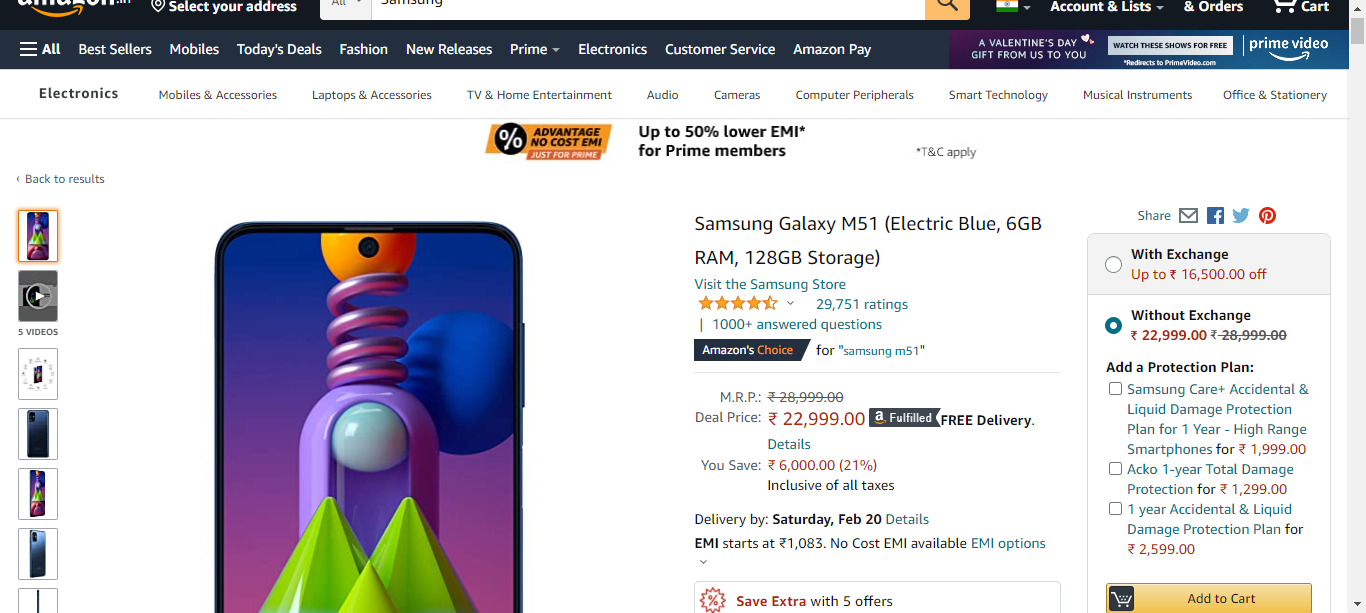 amazon.in
Select your address
All
Samsung
Account & Lists
& Orders
Cart
All
Best Sellers
Mobiles
Today's Deals
Fashion
New Releases
Prime
Electronics
Customer Service
Amazon Pay
A VALENTINE'S DAY
GIFT FROM US TO YOU
WATCH THESE SHOWS FOR FREE
*Redirects to PrimeVideo.com
prime video
Electronics
Mobiles & Accessories
Laptops & Accessories
TV & Home Entertainment
Audio
Cameras
Computer Peripherals
Smart Technology
Musical Instruments
Office & Stationery
% ADVANTAGE
NO COST EMI
JUST FOR PRIME
Up to 50% lower EMI*
for Prime members
*T&C apply
‹ Back to results
5 VIDEOS
Samsung Galaxy M51 (Electric Blue, 6GB
RAM, 128GB Storage)
Visit the Samsung Store
29,751 ratings
| 1000+ answered questions
Amazon's Choice for "samsung m51"
M.R.P.: ₹ 28,999.00
Deal Price: ₹ 22,999.00 a Fulfilled FREE Delivery.
Details
You Save: ₹ 6,000.00 (21%)
Inclusive of all taxes
Delivery by: Saturday, Feb 20 Details
EMI starts at ₹1,083. No Cost EMI available EMI options
% Save Extra with 5 offers
Share
With Exchange
Up to ₹ 16,500.00 off
Without Exchange
₹ 22,999.00 ₹ 28,999.00
Add a Protection Plan:
Samsung Care+ Accidental &
Liquid Damage Protection
Plan for 1 Year - High Range
Smartphones for ₹ 1,999.00
Acko 1-year Total Damage
Protection for ₹ 1,299.00
1 year Accidental & Liquid
Damage Protection Plan for
₹ 2,599.00
Add to Cart